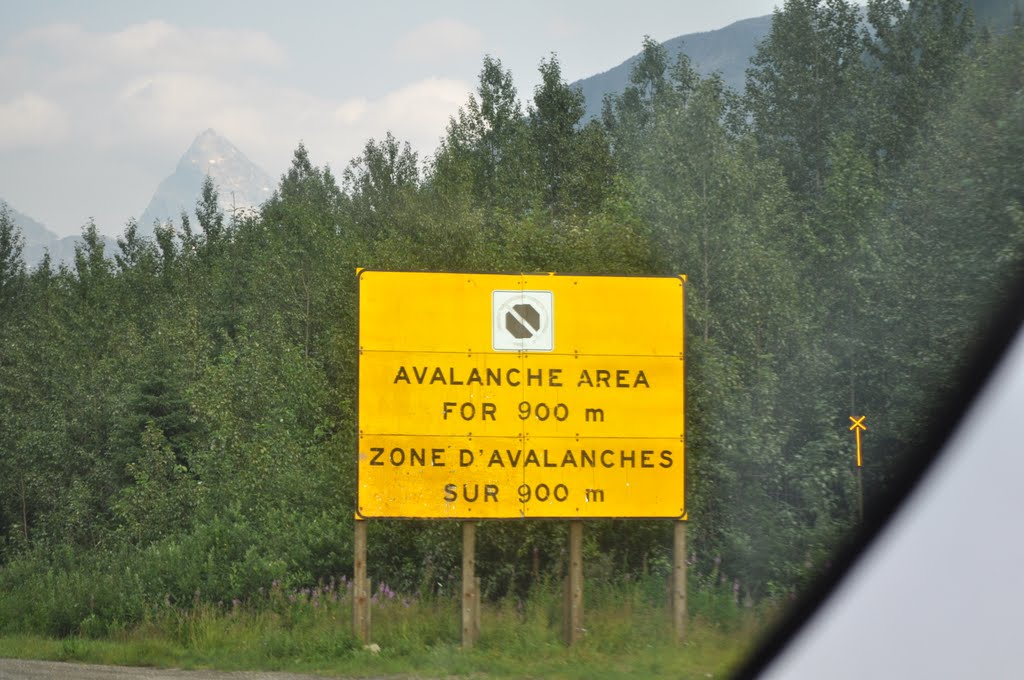 AVALANCHE AREA
FOR 900 m
ZONE D'AVALANCHES
SUR 900 m